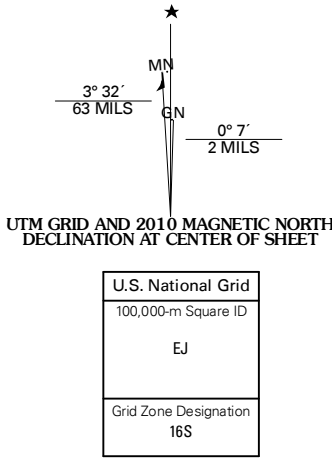 MN
3° 32´
63 MILS
GN
0° 7´
2 MILS
UTM GRID AND 2010 MAGNETIC NORTH
DECLINATION AT CENTER OF SHEET
U.S. National Grid
100,000-m Square ID
EJ
Grid Zone Designation
16S